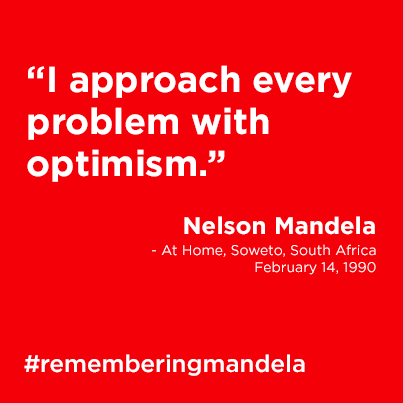 “I approach every
problem with
optimism.”
Nelson Mandela
- At Home, Soweto, South Africa
February 14, 1990
#rememberingmandela